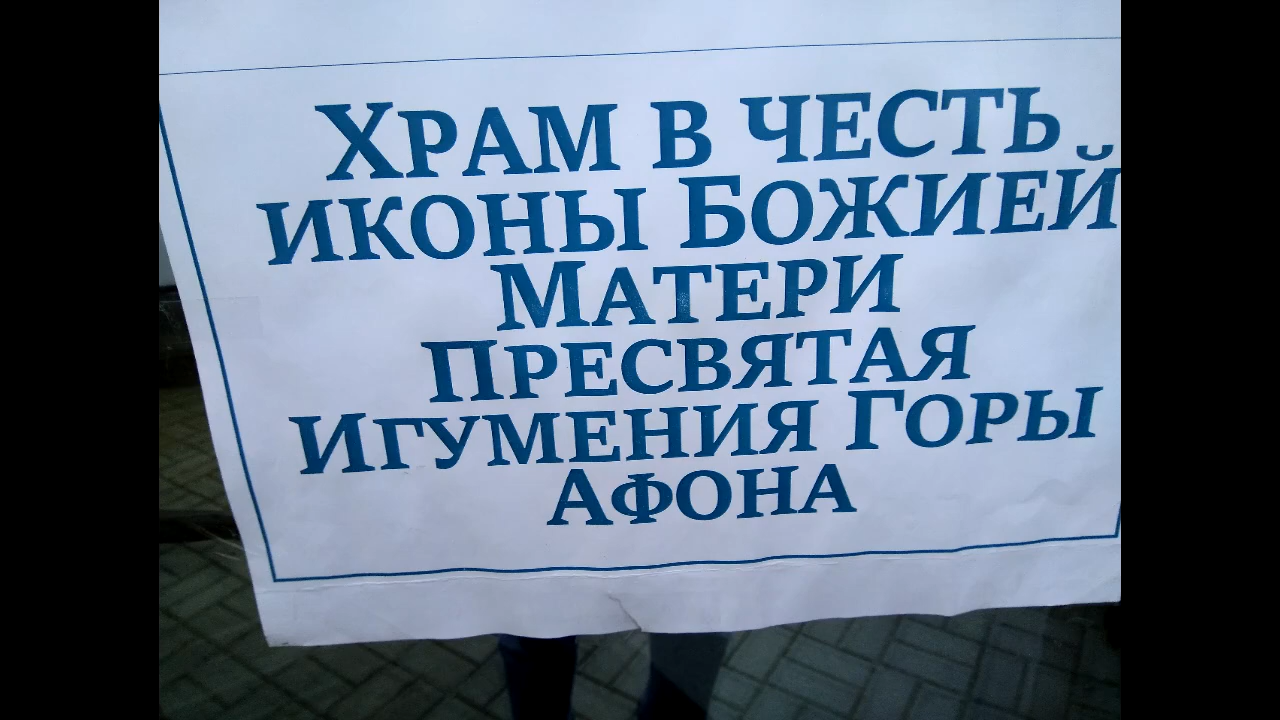 Храм в честь
иконы Божией
Матери
Пресвятая
Игумения Горы
Афона